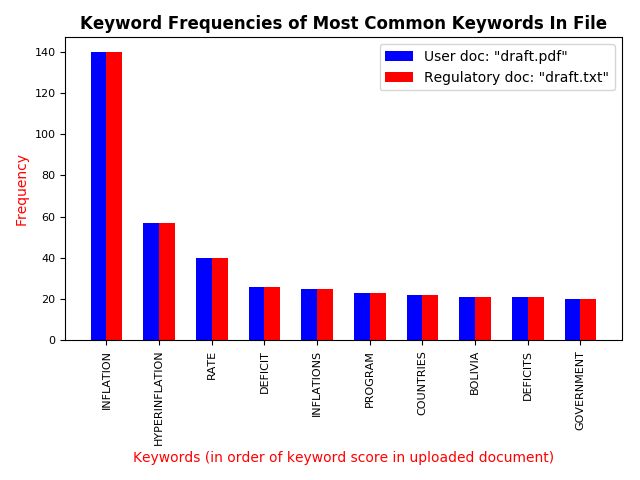 Keyword Frequencies of Most Common Keywords In File
User doc: "draft.pdf"
Regulatory doc: "draft.txt"
Frequency
140
120
100
80
60
40
20
0
INFLATION
HYPERINFLATION
RATE
DEFICIT
INFLATIONS
PROGRAM
COUNTRIES
BOLIVIA
DEFICITS
GOVERNMENT
Keywords (in order of keyword score in uploaded document)